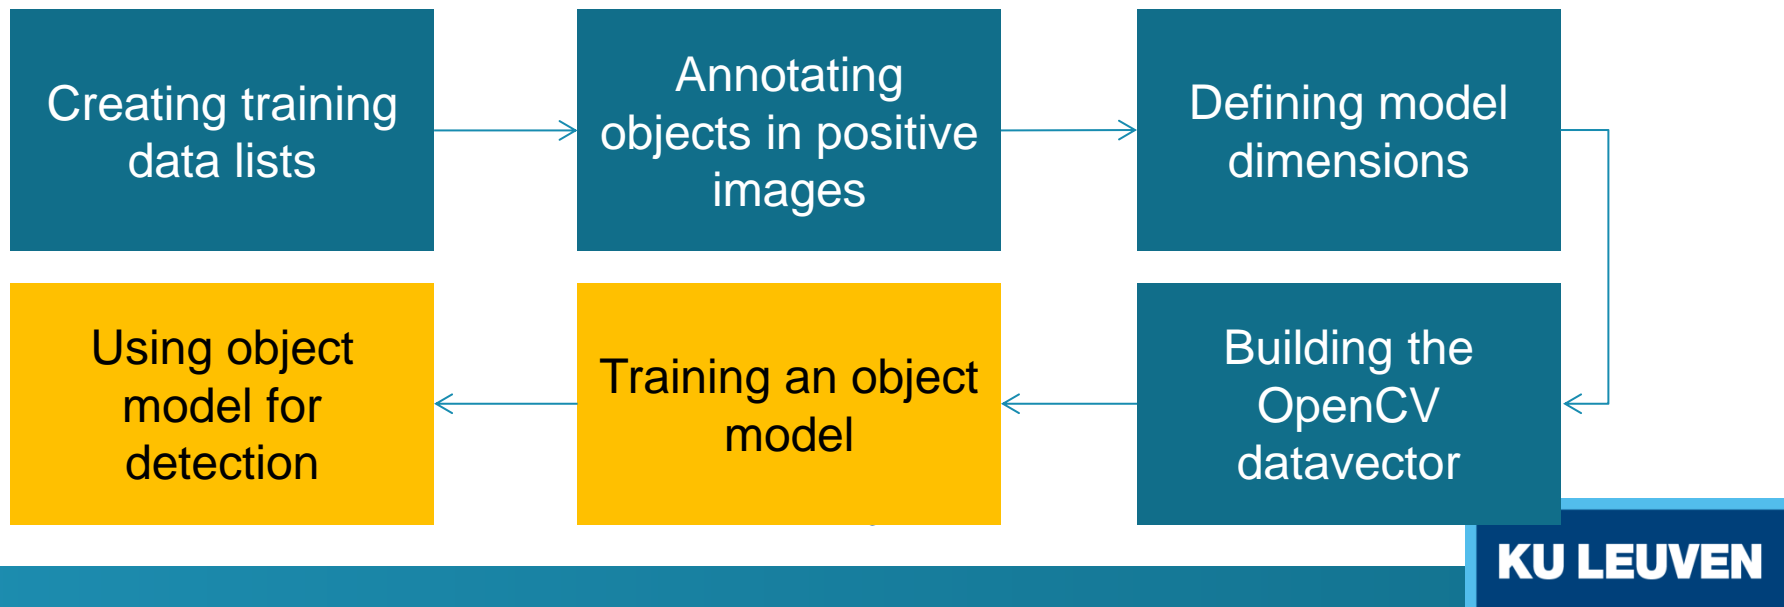 Creating training
data lists
Annotating
objects in positive
images
Defining model
dimensions
Building the
OpenCV
datavector
Training an object
model
Using object
model for
detection
KU LEUVEN